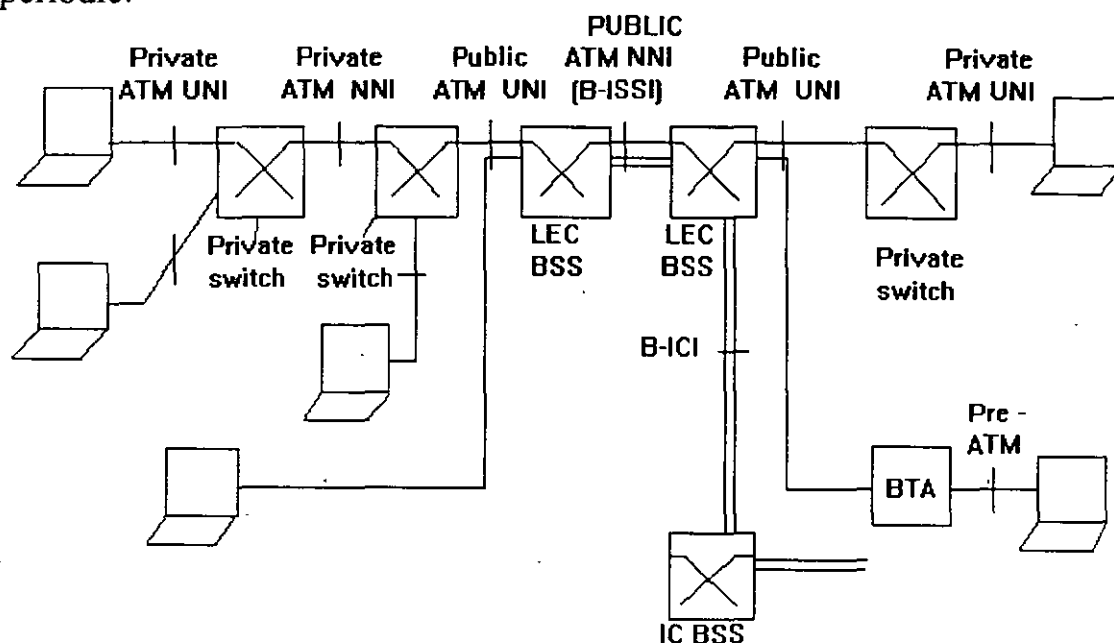 periodic.
PUBLIC
Private
Private
Public
ATM NNI
Public
Private
ATM UNI
ATM NNI
ATM UNI
(B-ISSI)
ATM UNI
ATM UNI
Private
switch
Private
switch
LEC
BSS
LEC
BSS
Private
switch
B-ICI
Pre -
ATM
BTA
IC BSS